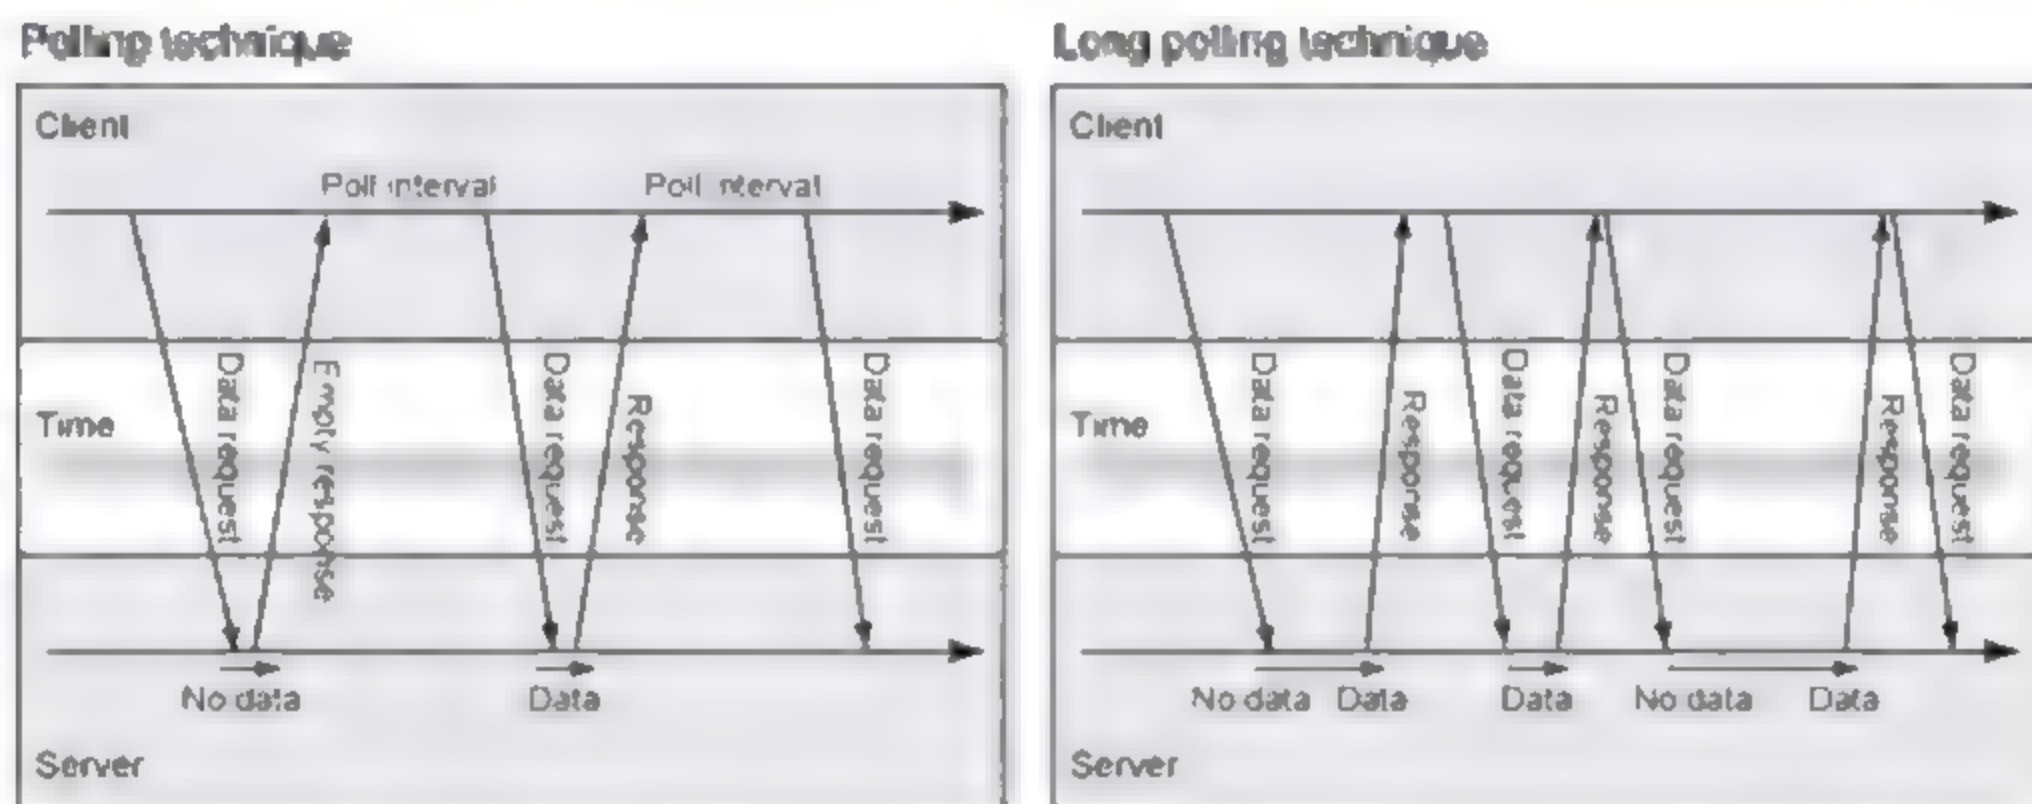 Polling technique
Client
Poll interval
Poll interval
Data request
Empty response
Data request
Response
Data request
Time
No data
Data
Server
Long polling technique
Client
Data request
Response
Data request
Response
Data request
Response
Data request
Time
No data
Data
Data
No data
Data
Server